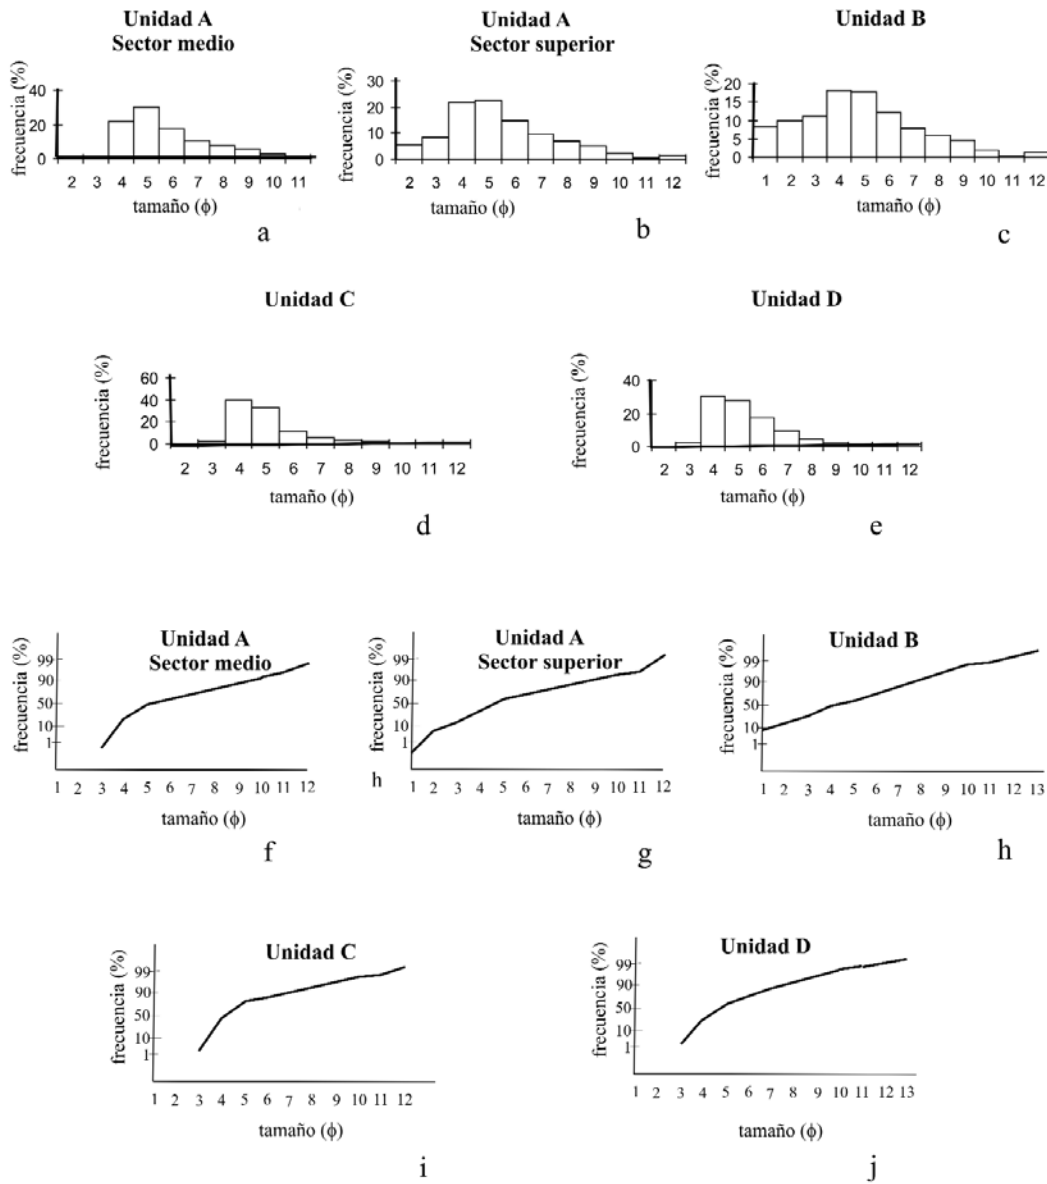 Unidad A
Sector medio
frecuencia (%)
40
20
0
2 3 4 5 6 7 8 9 10 11
tamaño (ϕ)
a
Unidad A
Sector superior
frecuencia (%)
30
20
10
0
2 3 4 5 6 7 8 9 10 11 12
tamaño (ϕ)
b
Unidad B
frecuencia (%)
20
15
10
5
0
1 2 3 4 5 6 7 8 9 10 11 12
tamaño (ϕ)
c
Unidad C
frecuencia (%)
60
40
20
0
2 3 4 5 6 7 8 9 10 11 12
tamaño (ϕ)
d
Unidad D
frecuencia (%)
40
20
0
2 3 4 5 6 7 8 9 10 11 12
tamaño (ϕ)
e
Unidad A
Sector medio
frecuencia (%)
99
90
50
10
1
1 2 3 4 5 6 7 8 9 10 11 12
tamaño (ϕ)
f
Unidad A
Sector superior
frecuencia (%)
99
90
50
10
1
h 2 3 4 5 6 7 8 9 10 11 12
tamaño (ϕ)
g
Unidad B
frecuencia (%)
99
90
50
10
1
1 2 3 4 5 6 7 8 9 10 11 12 13
tamaño (ϕ)
h
Unidad C
frecuencia (%)
99
90
50
10
1
1 2 3 4 5 6 7 8 9 10 11 12
tamaño (ϕ)
i
Unidad D
frecuencia (%)
99
90
50
10
1
1 2 3 4 5 6 7 8 9 10 11 12 13
tamaño (ϕ)
j